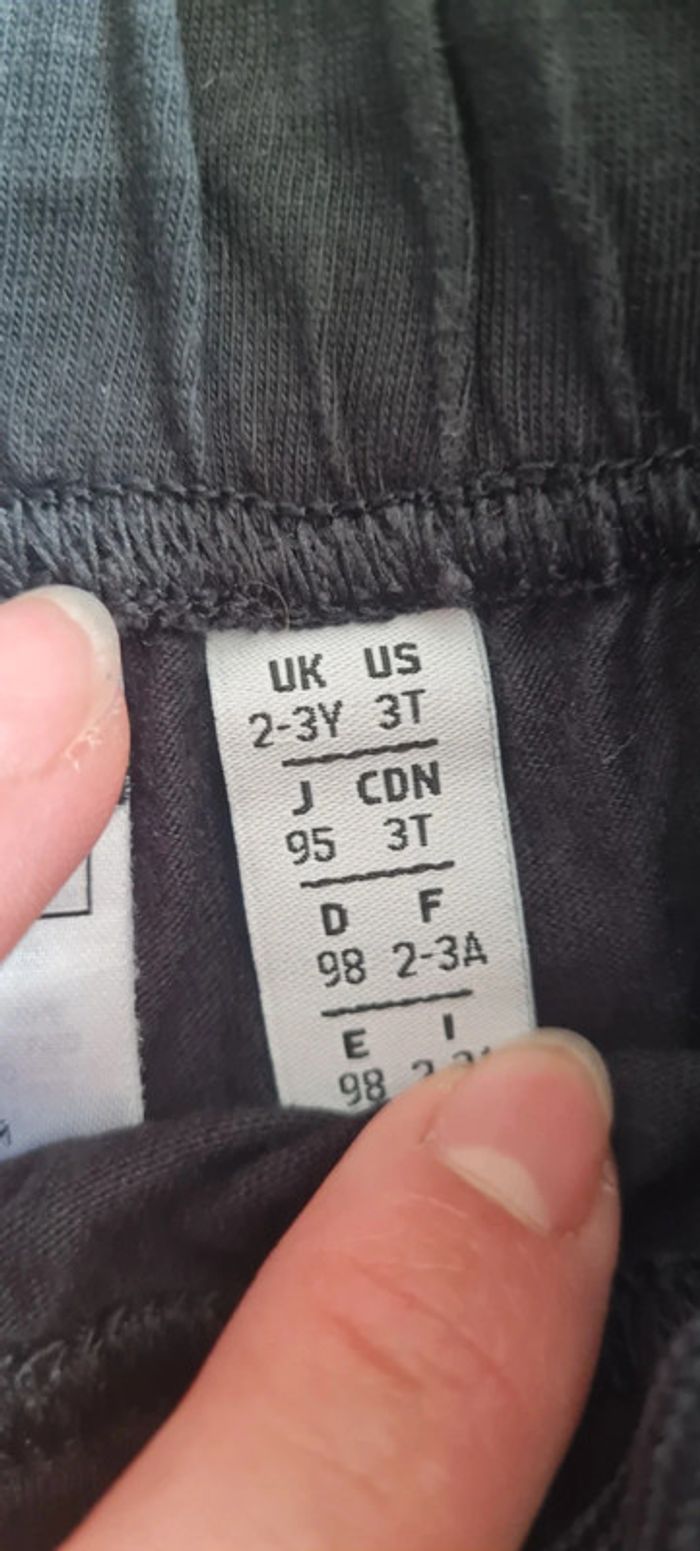 UK US
2-3Y 3T
J CDN
95 3T
D F
98 2-3A
E I
98